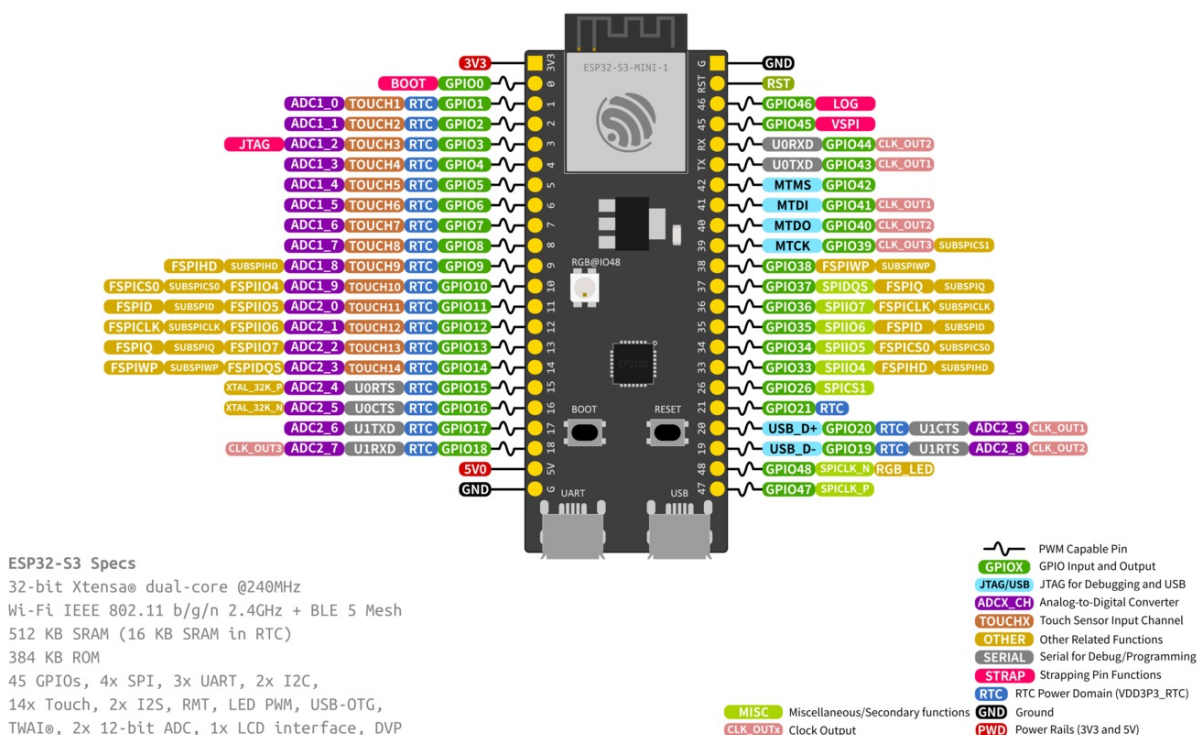 3V3 3V3 ESP32-S3-MINI-1 G GND
BOOT GPIO0 0 RST RST
ADC1_0 TOUCH1 RTC GPIO1 1 46 GPIO46 LOG
ADC1_1 TOUCH2 RTC GPIO2 2 45 GPIO45 VSPI
JTAG ADC1_2 TOUCH3 RTC GPIO3 3 RX U0RXD GPIO44 CLK_OUT2
ADC1_3 TOUCH4 RTC GPIO4 4 TX U0TXD GPIO43 CLK_OUT1
ADC1_4 TOUCH5 RTC GPIO5 5 42 MTMS GPIO42
ADC1_5 TOUCH6 RTC GPIO6 6 41 MTDI GPIO41 CLK_OUT1
ADC1_6 TOUCH7 RTC GPIO7 7 40 MTDO GPIO40 CLK_OUT2
ADC1_7 TOUCH8 RTC GPIO8 8 39 MTCK GPIO39 CLK_OUT3 SUBSPICS1
FSPIHD SUBSPIHD ADC1_8 TOUCH9 RTC GPIO9 9 RGB@IO48 38 GPIO38 FSPIWP SUBSPIWP
FSPICS0 SUBSPICS0 FSPIIO4 ADC1_9 TOUCH10 RTC GPIO10 10 37 GPIO37 SPIDQS FSPIQ SUBSPIQ
FSPID SUBSPID FSPIIO5 ADC2_0 TOUCH11 RTC GPIO11 11 36 GPIO36 SPIIO7 FSPICLK SUBSPICLK
FSPICLK SUBSPICLK FSPIIO6 ADC2_1 TOUCH12 RTC GPIO12 12 35 GPIO35 SPIIO6 FSPID SUBSPID
FSPIQ SUBSPIQ FSPIIO7 ADC2_2 TOUCH13 RTC GPIO13 13 34 GPIO34 SPIIO5 FSPICS0 SUBSPICS0
FSPIWP SUBSPIWP FSPIDQS ADC2_3 TOUCH14 RTC GPIO14 14 CP2102 33 GPIO33 SPIIO4 FSPIHD SUBSPIHD
XTAL_32K_P ADC2_4 U0RTS RTC GPIO15 15 26 GPIO26 SPICS1
XTAL_32K_N ADC2_5 U0CTS RTC GPIO16 16 BOOT RESET 21 GPIO21 RTC
ADC2_6 U1TXD RTC GPIO17 17 20 USB_D+ GPIO20 RTC U1CTS ADC2_9 CLK_OUT1
CLK_OUT3 ADC2_7 U1RXD RTC GPIO18 18 19 USB_D- GPIO19 RTC U1RTS ADC2_8 CLK_OUT2
5V0 5V 48 GPIO48 SPICLK_N RGB_LED
GND G UART USB 47 GPIO47 SPICLK_P
ESP32-S3 Specs
32-bit Xtensa® dual-core @240MHz
Wi-Fi IEEE 802.11 b/g/n 2.4GHz + BLE 5 Mesh
512 KB SRAM (16 KB SRAM in RTC)
384 KB ROM
45 GPIOs, 4x SPI, 3x UART, 2x I2C,
14x Touch, 2x I2S, RMT, LED PWM, USB-OTG,
TWAI®, 2x 12-bit ADC, 1x LCD interface, DVP
PWM Capable Pin
GPIOX GPIO Input and Output
JTAG/USB JTAG for Debugging and USB
ADCX_CH Analog-to-Digital Converter
TOUCHX Touch Sensor Input Channel
OTHER Other Related Functions
SERIAL Serial for Debug/Programming
STRAP Strapping Pin Functions
RTC RTC Power Domain (VDD3P3_RTC)
MISC Miscellaneous/Secondary functions GND Ground
CLK_OUTx Clock Output PWD Power Rails (3V3 and 5V)